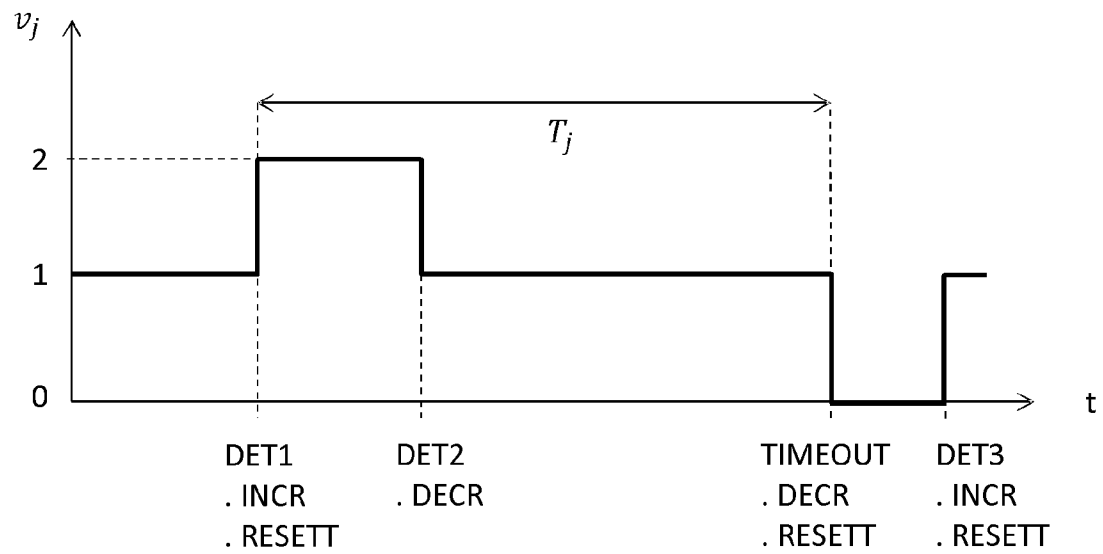 v_j
T_j
2
1
0
t
DET1 DET2 TIMEOUT DET3
. INCR . DECR . DECR . INCR
. RESETT . RESETT . RESETT